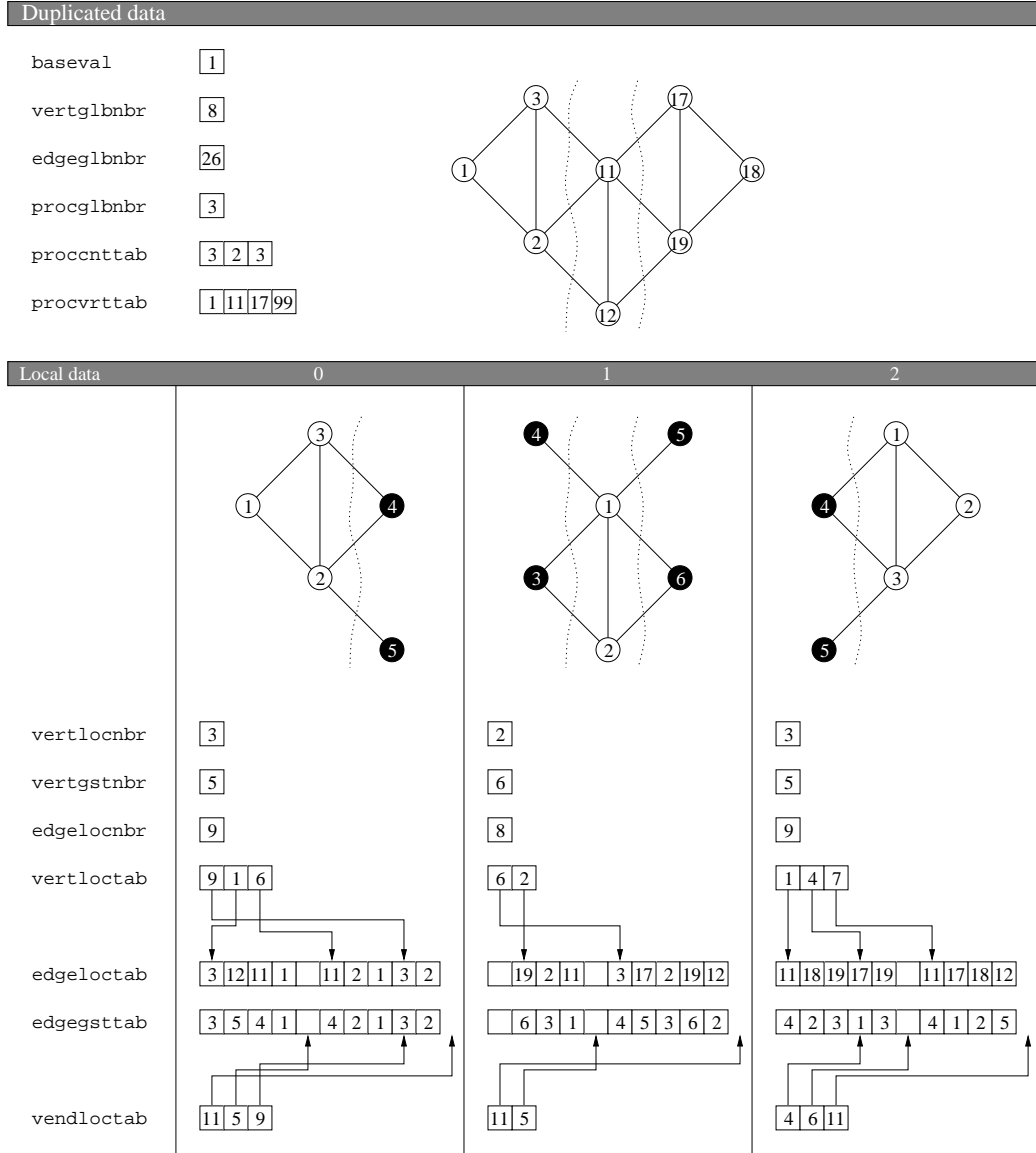 Duplicated data
baseval 1
vertglbnbr 8
edgeglbnbr 26
procglbnbr 3
proccnttab 3 2 3
procvrttab 1 11 17 99
3 17
1 11 18
2 19
12
Local data 0 1 2
3 4 5 1
1 4 1 4 2
2 3 6 3
5 2 5
vertlocnbr 3 2 3
vertgstnbr 5 6 5
edgelocnbr 9 8 9
vertloctab 9 1 6 6 2 1 4 7
edgeloctab 3 12 11 1 11 2 1 3 2 19 2 11 3 17 2 19 12 11 18 19 17 19 11 17 18 12
edgegsttab 3 5 4 1 4 2 1 3 2 6 3 1 4 5 3 6 2 4 2 3 1 3 4 1 2 5
vendloctab 11 5 9 11 5 4 6 11